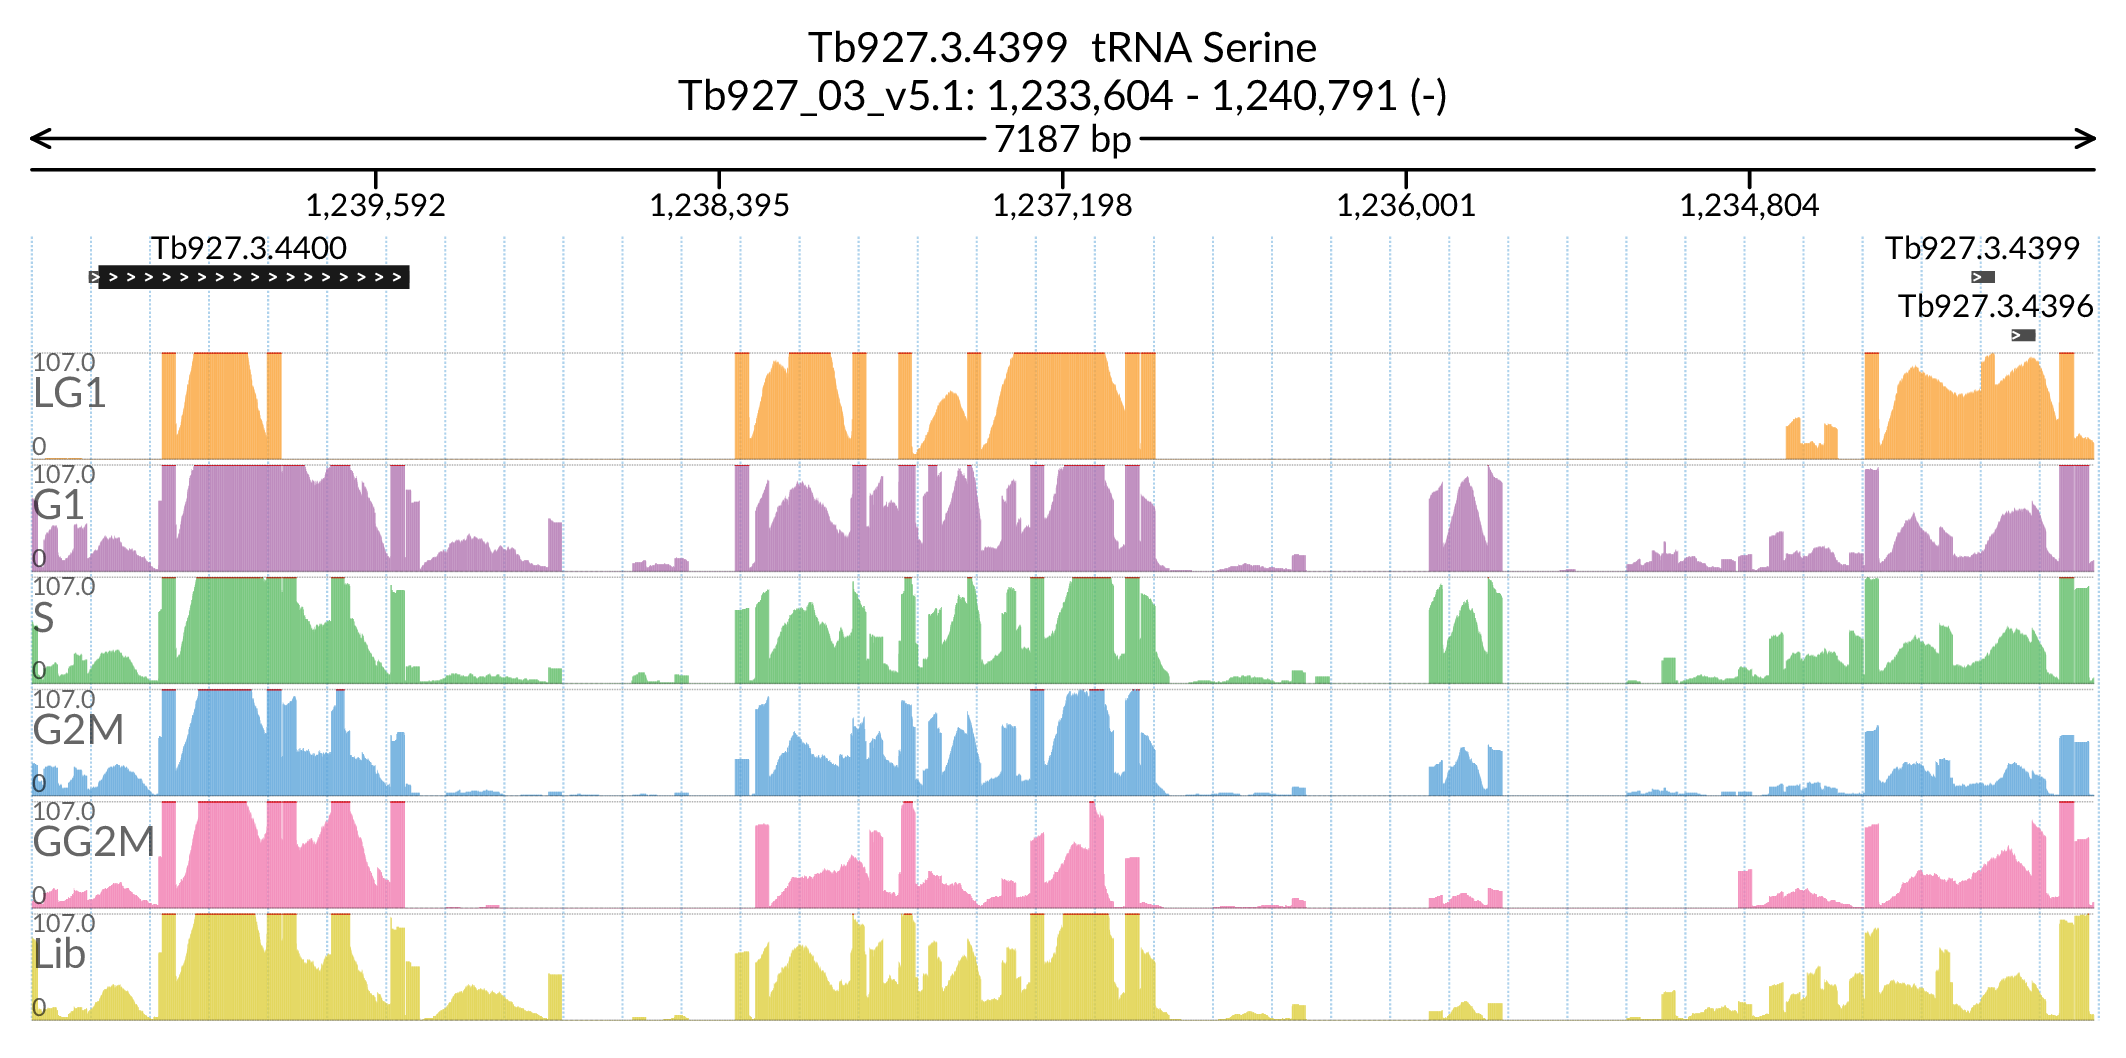 Tb927.3.4399 tRNA Serine
Tb927_03_v5.1: 1,233,604 - 1,240,791 (-)
7187 bp
1,239,592 1,238,395 1,237,198 1,236,001 1,234,804
Tb927.3.4400 Tb927.3.4399
Tb927.3.4396
107.0
LG1
0
107.0
G1
0
107.0
S
0
107.0
G2M
0
107.0
GG2M
0
107.0
Lib
0